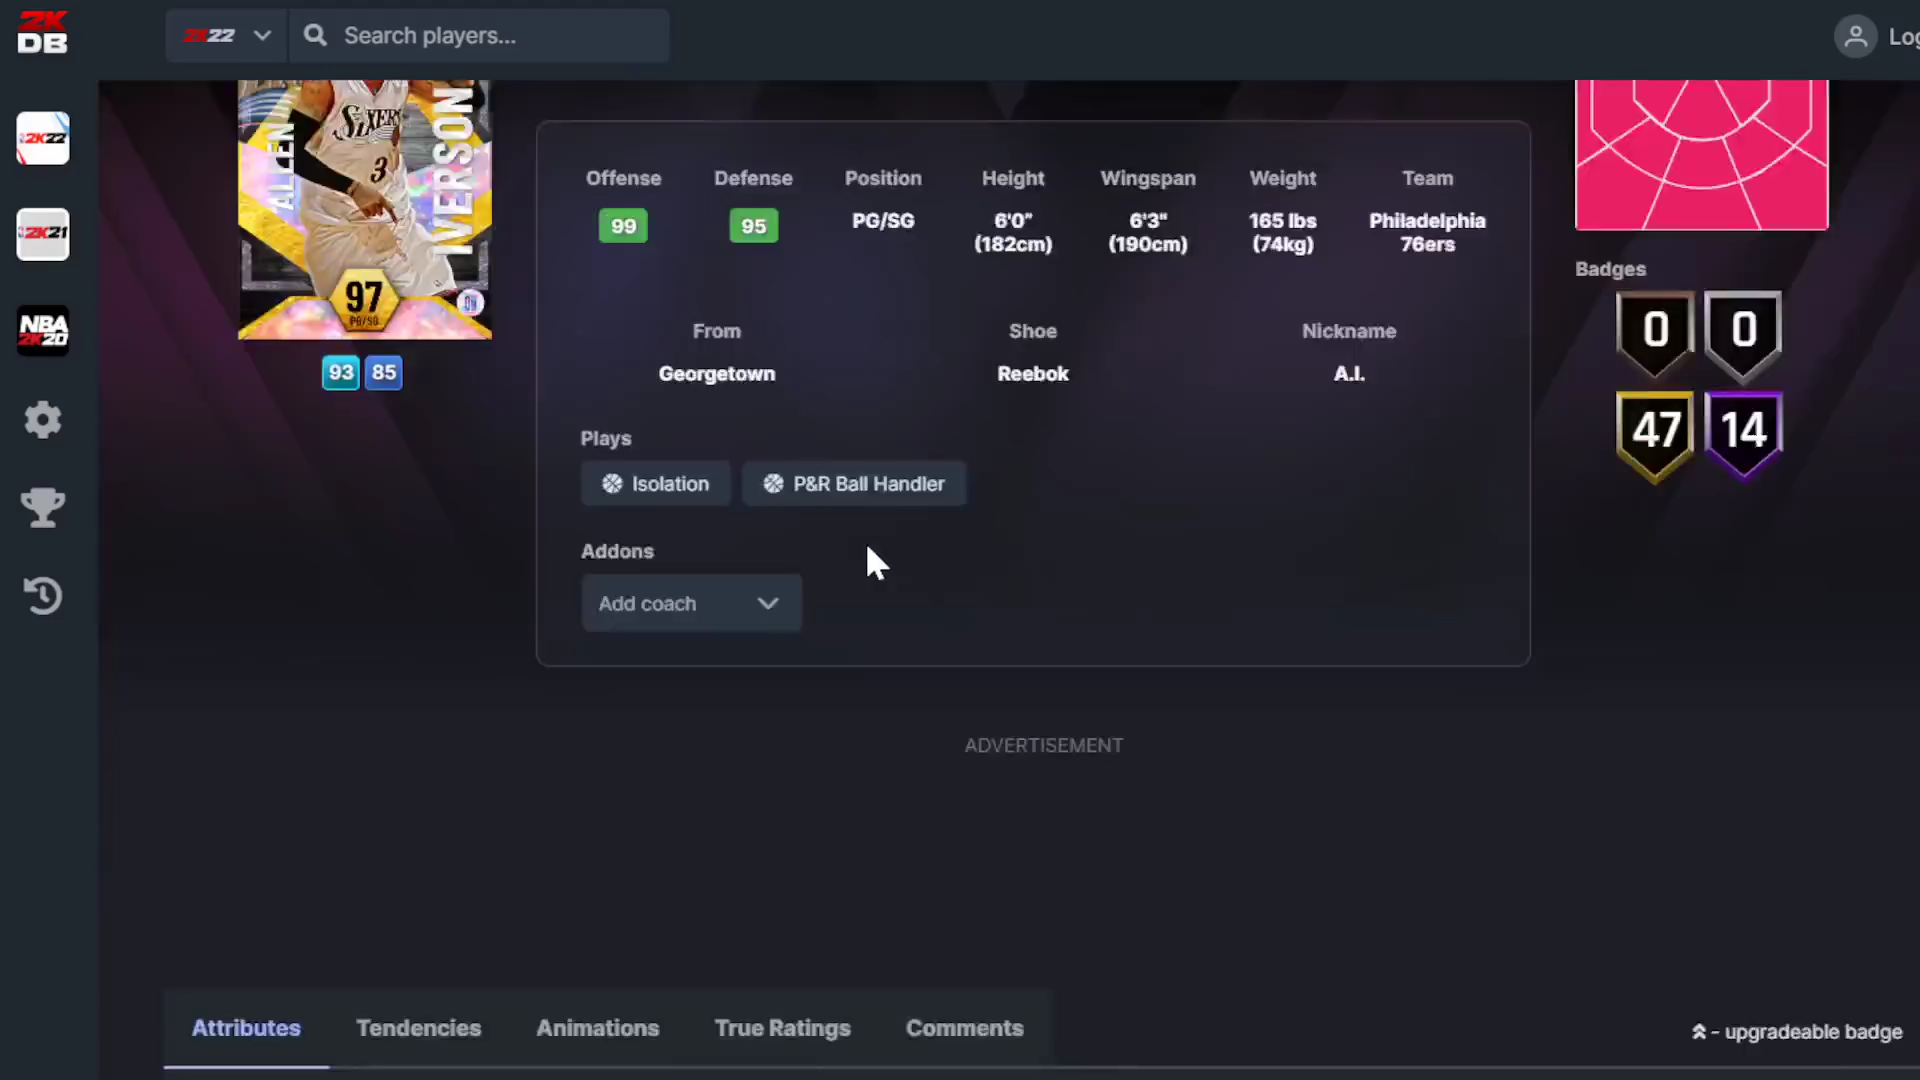 2K
DB
2K22
Search players...
Log
2K22
2K21
NBA
2K20
ALLEN
IVERSON
SIXERS
3
97
PG/SG
93 85
Offense Defense Position Height Wingspan Weight Team
99 95 PG/SG 6'0" 6'3" 165 lbs Philadelphia
(182cm) (190cm) (74kg) 76ers
From Shoe Nickname
Georgetown Reebok A.I.
Plays
Isolation P&R Ball Handler
Addons
Add coach
Badges
0 0
47 14
ADVERTISEMENT
Attributes Tendencies Animations True Ratings Comments
- upgradeable badge